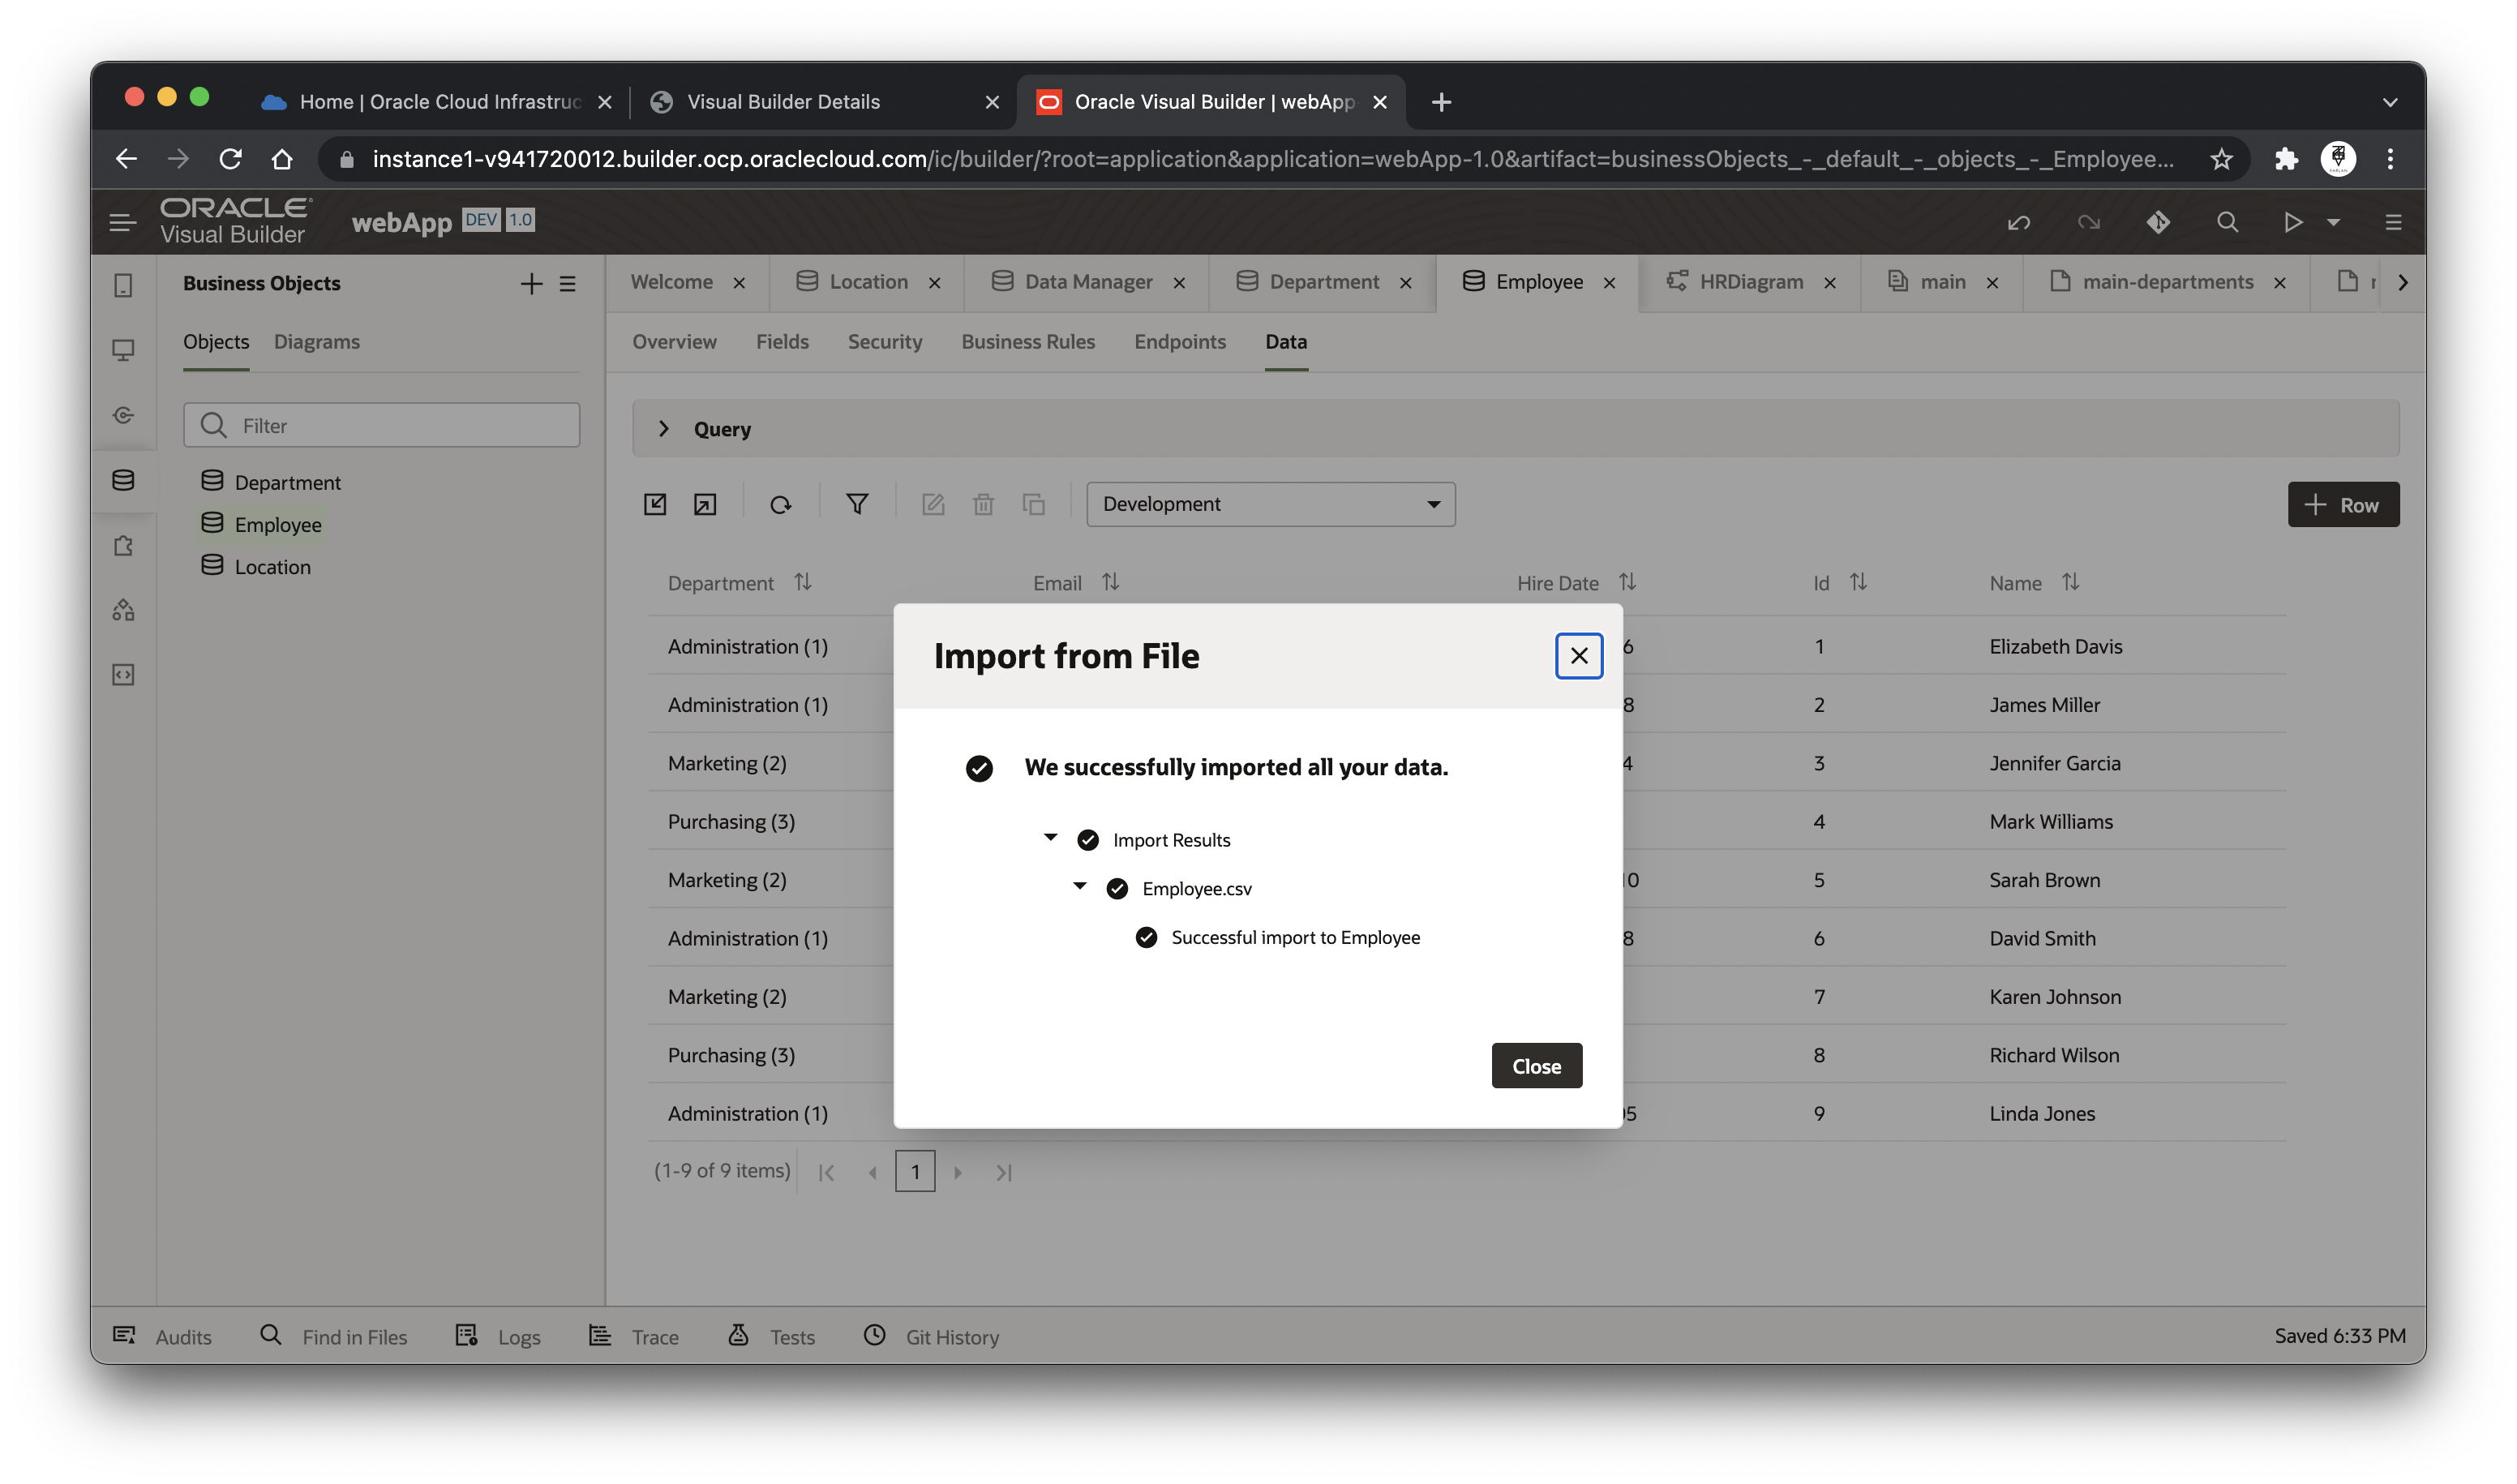 Home | Oracle Cloud Infrastruc
Visual Builder Details
Oracle Visual Builder | webApp-
instance1-v941720012.builder.ocp.oraclecloud.com/ic/builder/?root=application&application=webApp-1.0&artifact=businessObjects_-_default_-_objects_-_Employee...
ORACLE
Visual Builder
webApp DEV 1.0
Business Objects
Welcome
Location
Data Manager
Department
Employee
HRDiagram
main
main-departments
Objects
Diagrams
Overview
Fields
Security
Business Rules
Endpoints
Data
Filter
Query
Department
Employee
Location
Development
+ Row
Department
Email
Hire Date
Id
Name
Administration (1)
6
1
Elizabeth Davis
Administration (1)
8
2
James Miller
Marketing (2)
4
3
Jennifer Garcia
Purchasing (3)
4
Mark Williams
Marketing (2)
10
5
Sarah Brown
Administration (1)
8
6
David Smith
Marketing (2)
7
Karen Johnson
Purchasing (3)
8
Richard Wilson
Administration (1)
5
9
Linda Jones
(1-9 of 9 items)
1
Import from File
We successfully imported all your data.
Import Results
Employee.csv
Successful import to Employee
Close
Audits
Find in Files
Logs
Trace
Tests
Git History
Saved 6:33 PM